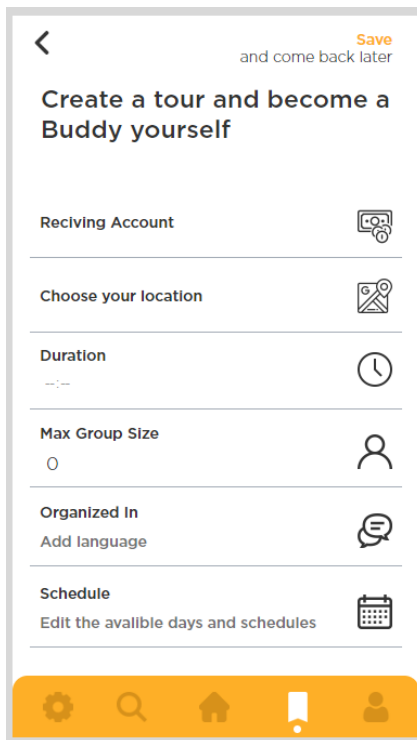 Save
and come back later
Create a tour and become a
Buddy yourself
Reciving Account
Choose your location
G
Duration
--:--
Max Group Size
0
Organized In
Add language
Schedule
Edit the avalible days and schedules